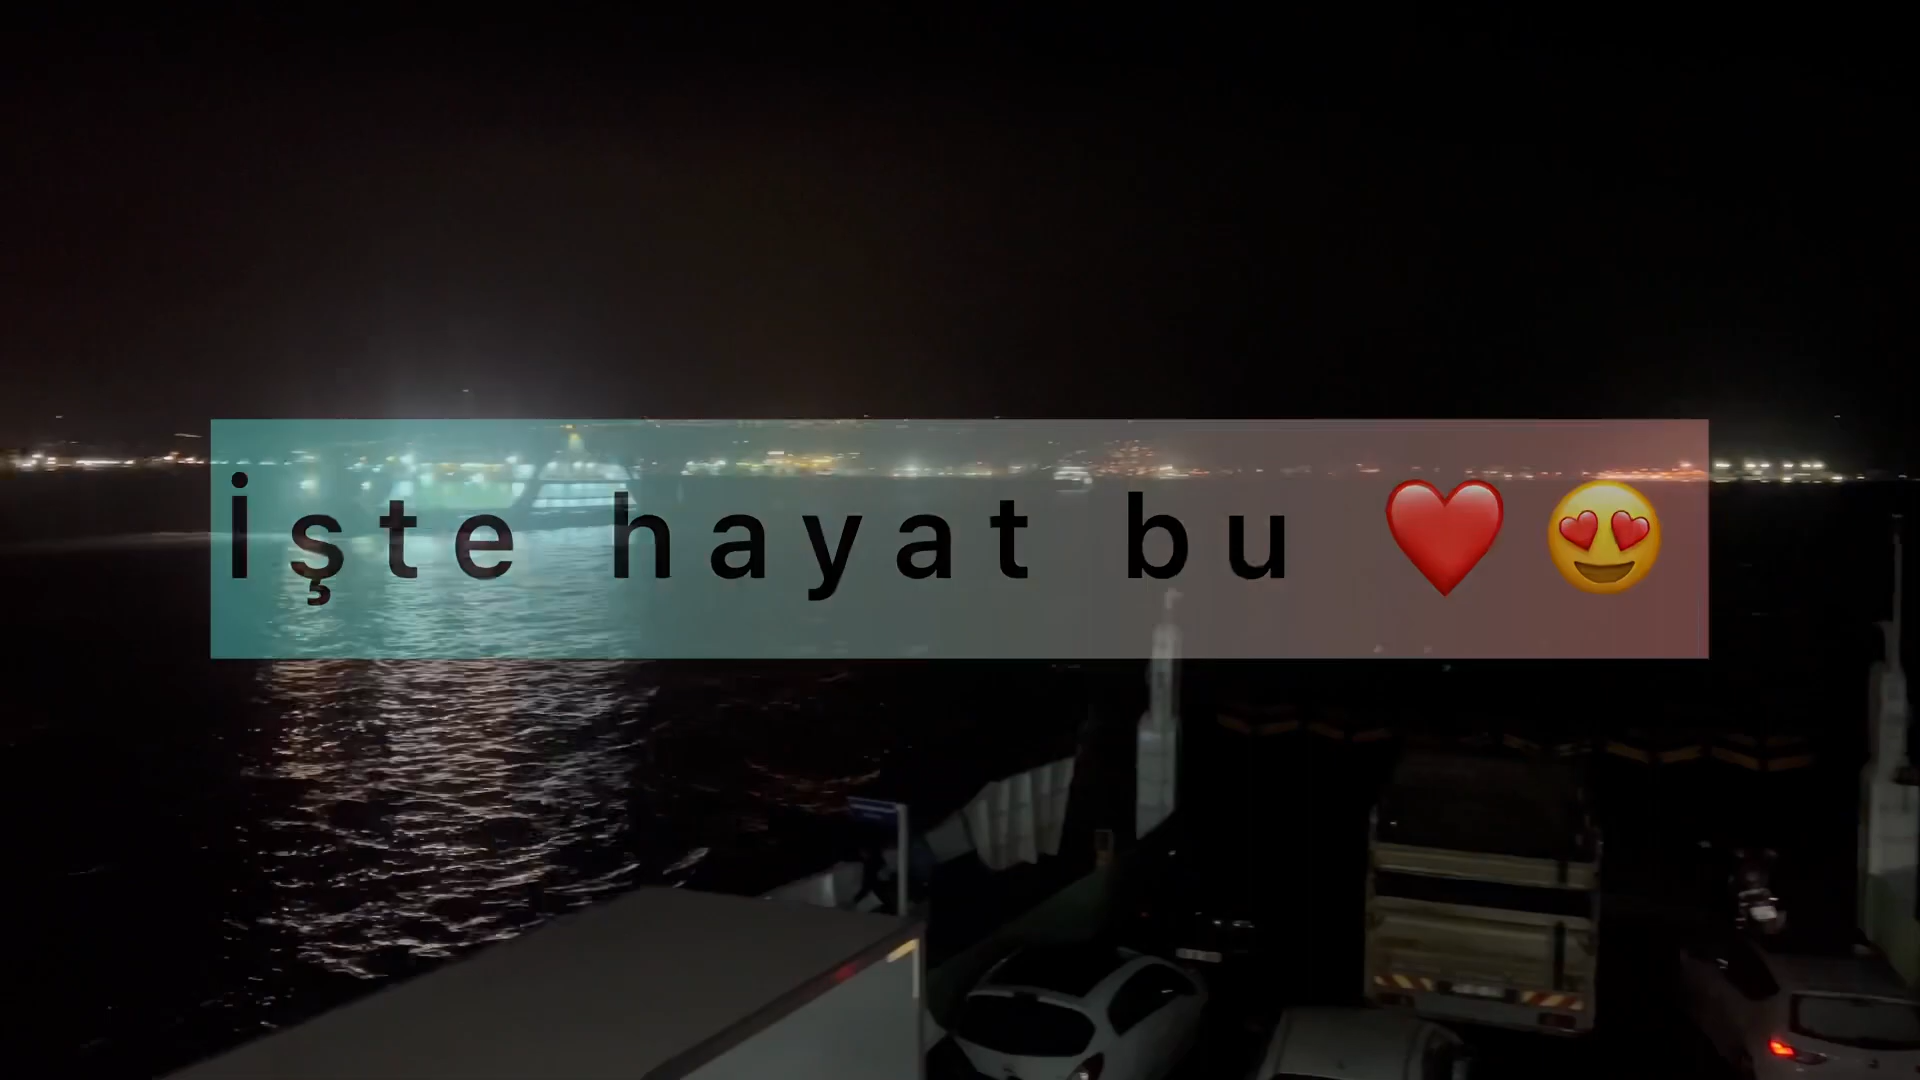 İşte hayat bu ❤️😍